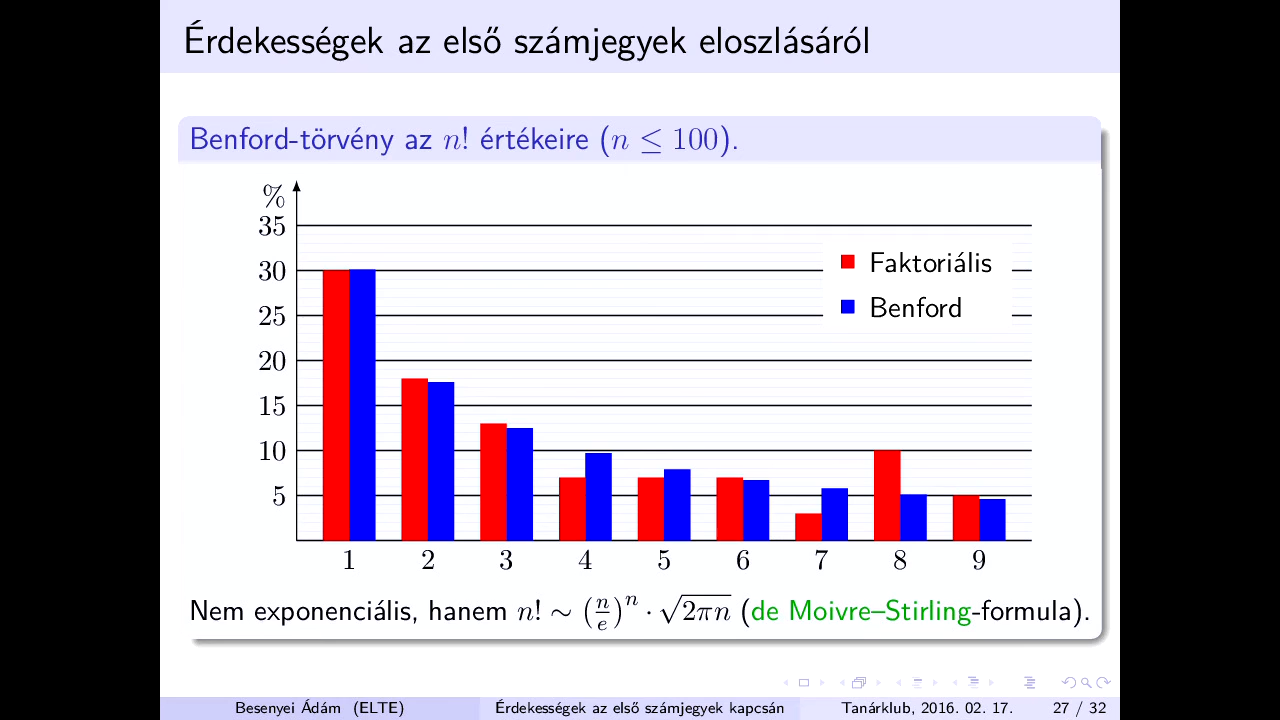 Érdekességek az első számjegyek eloszlásáról
Benford-törvény az n! értékeire (n ≤ 100).
%
35
30
25
20
15
10
5
Faktoriális
Benford
1 2 3 4 5 6 7 8 9
Nem exponenciális, hanem n! ∼ (n/e)^n · √(2πn) (de Moivre–Stirling-formula).
Besenyei Ádám (ELTE) Érdekességek az első számjegyek kapcsán Tanárklub, 2016. 02. 17. 27 / 32